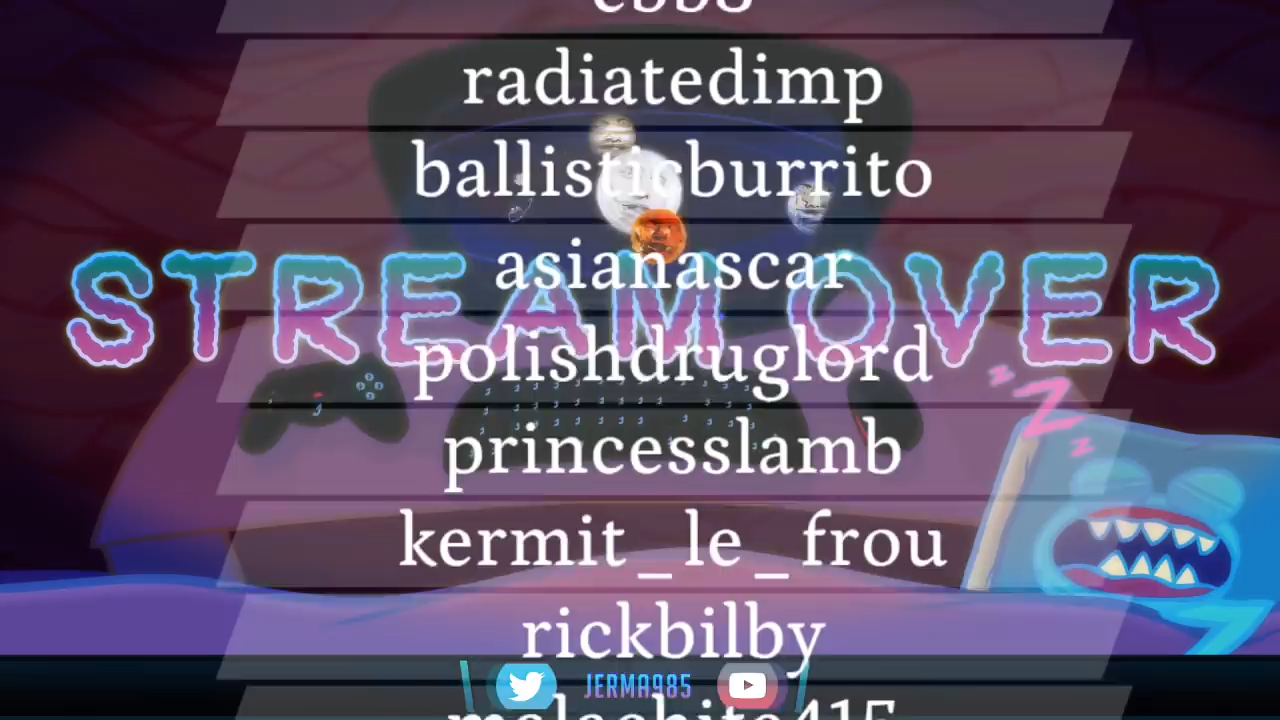 radiatedimp
ballisticburrito
asianascar
STREAM OVER
polishdruglord
z
Z
z
princesslamb
kermit_le_frou
rickbilby
JERMA985